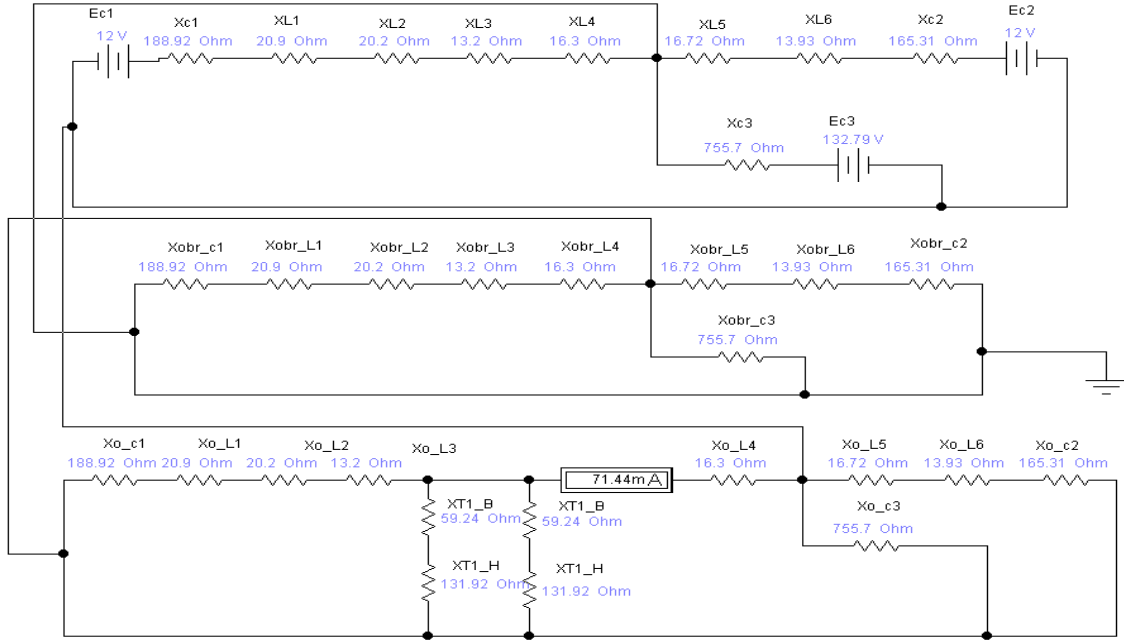 Ec1
12 V
Xc1
188.92 Ohm
XL1
20.9 Ohm
XL2
20.2 Ohm
XL3
13.2 Ohm
XL4
16.3 Ohm
XL5
16.72 Ohm
XL6
13.93 Ohm
Xc2
165.31 Ohm
Ec2
12 V
Xc3
755.7 Ohm
Ec3
132.79 V
Xobr_c1
188.92 Ohm
Xobr_L1
20.9 Ohm
Xobr_L2
20.2 Ohm
Xobr_L3
13.2 Ohm
Xobr_L4
16.3 Ohm
Xobr_L5
16.72 Ohm
Xobr_L6
13.93 Ohm
Xobr_c2
165.31 Ohm
Xobr_c3
755.7 Ohm
Xo_c1
188.92 Ohm
Xo_L1
20.9 Ohm
Xo_L2
20.2 Ohm
13.2 Ohm
Xo_L3
71.44mA
Xo_L4
16.3 Ohm
Xo_L5
16.72 Ohm
Xo_L6
13.93 Ohm
Xo_c2
165.31 Ohm
XT1_B
59.24 Ohm
XT1_B
59.24 Ohm
Xo_c3
755.7 Ohm
XT1_H
131.92 Ohm
XT1_H
131.92 Ohm